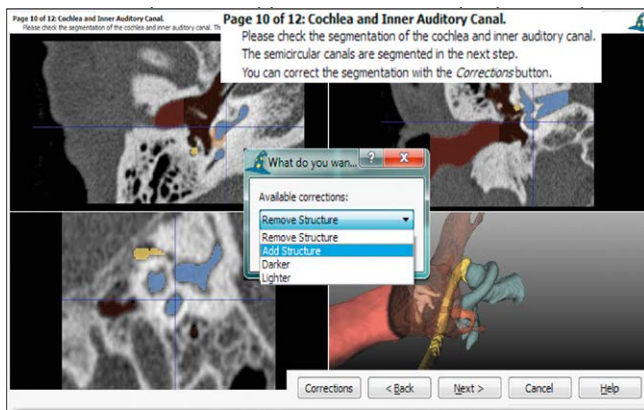 Page 10 of 12: Cochlea and Inner Auditory Canal.
Please check the segmentation of the cochlea and inner auditory canal. Th
Page 10 of 12: Cochlea and Inner Auditory Canal.
Please check the segmentation of the cochlea and inner auditory canal.
The semicircular canals are segmented in the next step.
You can correct the segmentation with the Corrections button.
What do you wan...
?
X
Available corrections:
Remove Structure
Remove Structure
Add Structure
Darker
Lighter
Corrections
< Back
Next >
Cancel
Help